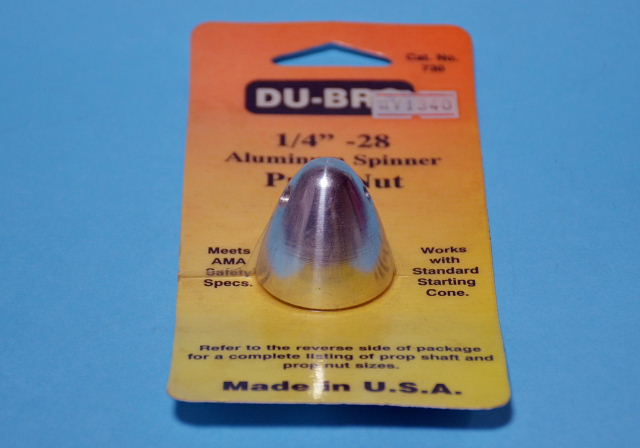 Cat. No.
730
DU-BRO
¥1340
1/4” -28
Aluminum Spinner
Prop Nut
Meets
AMA
Safety
Specs.
Works
with
Standard
Starting
Cone.
Refer to the reverse side of package
for a complete listing of prop shaft and
prop nut sizes.
Made in U.S.A.